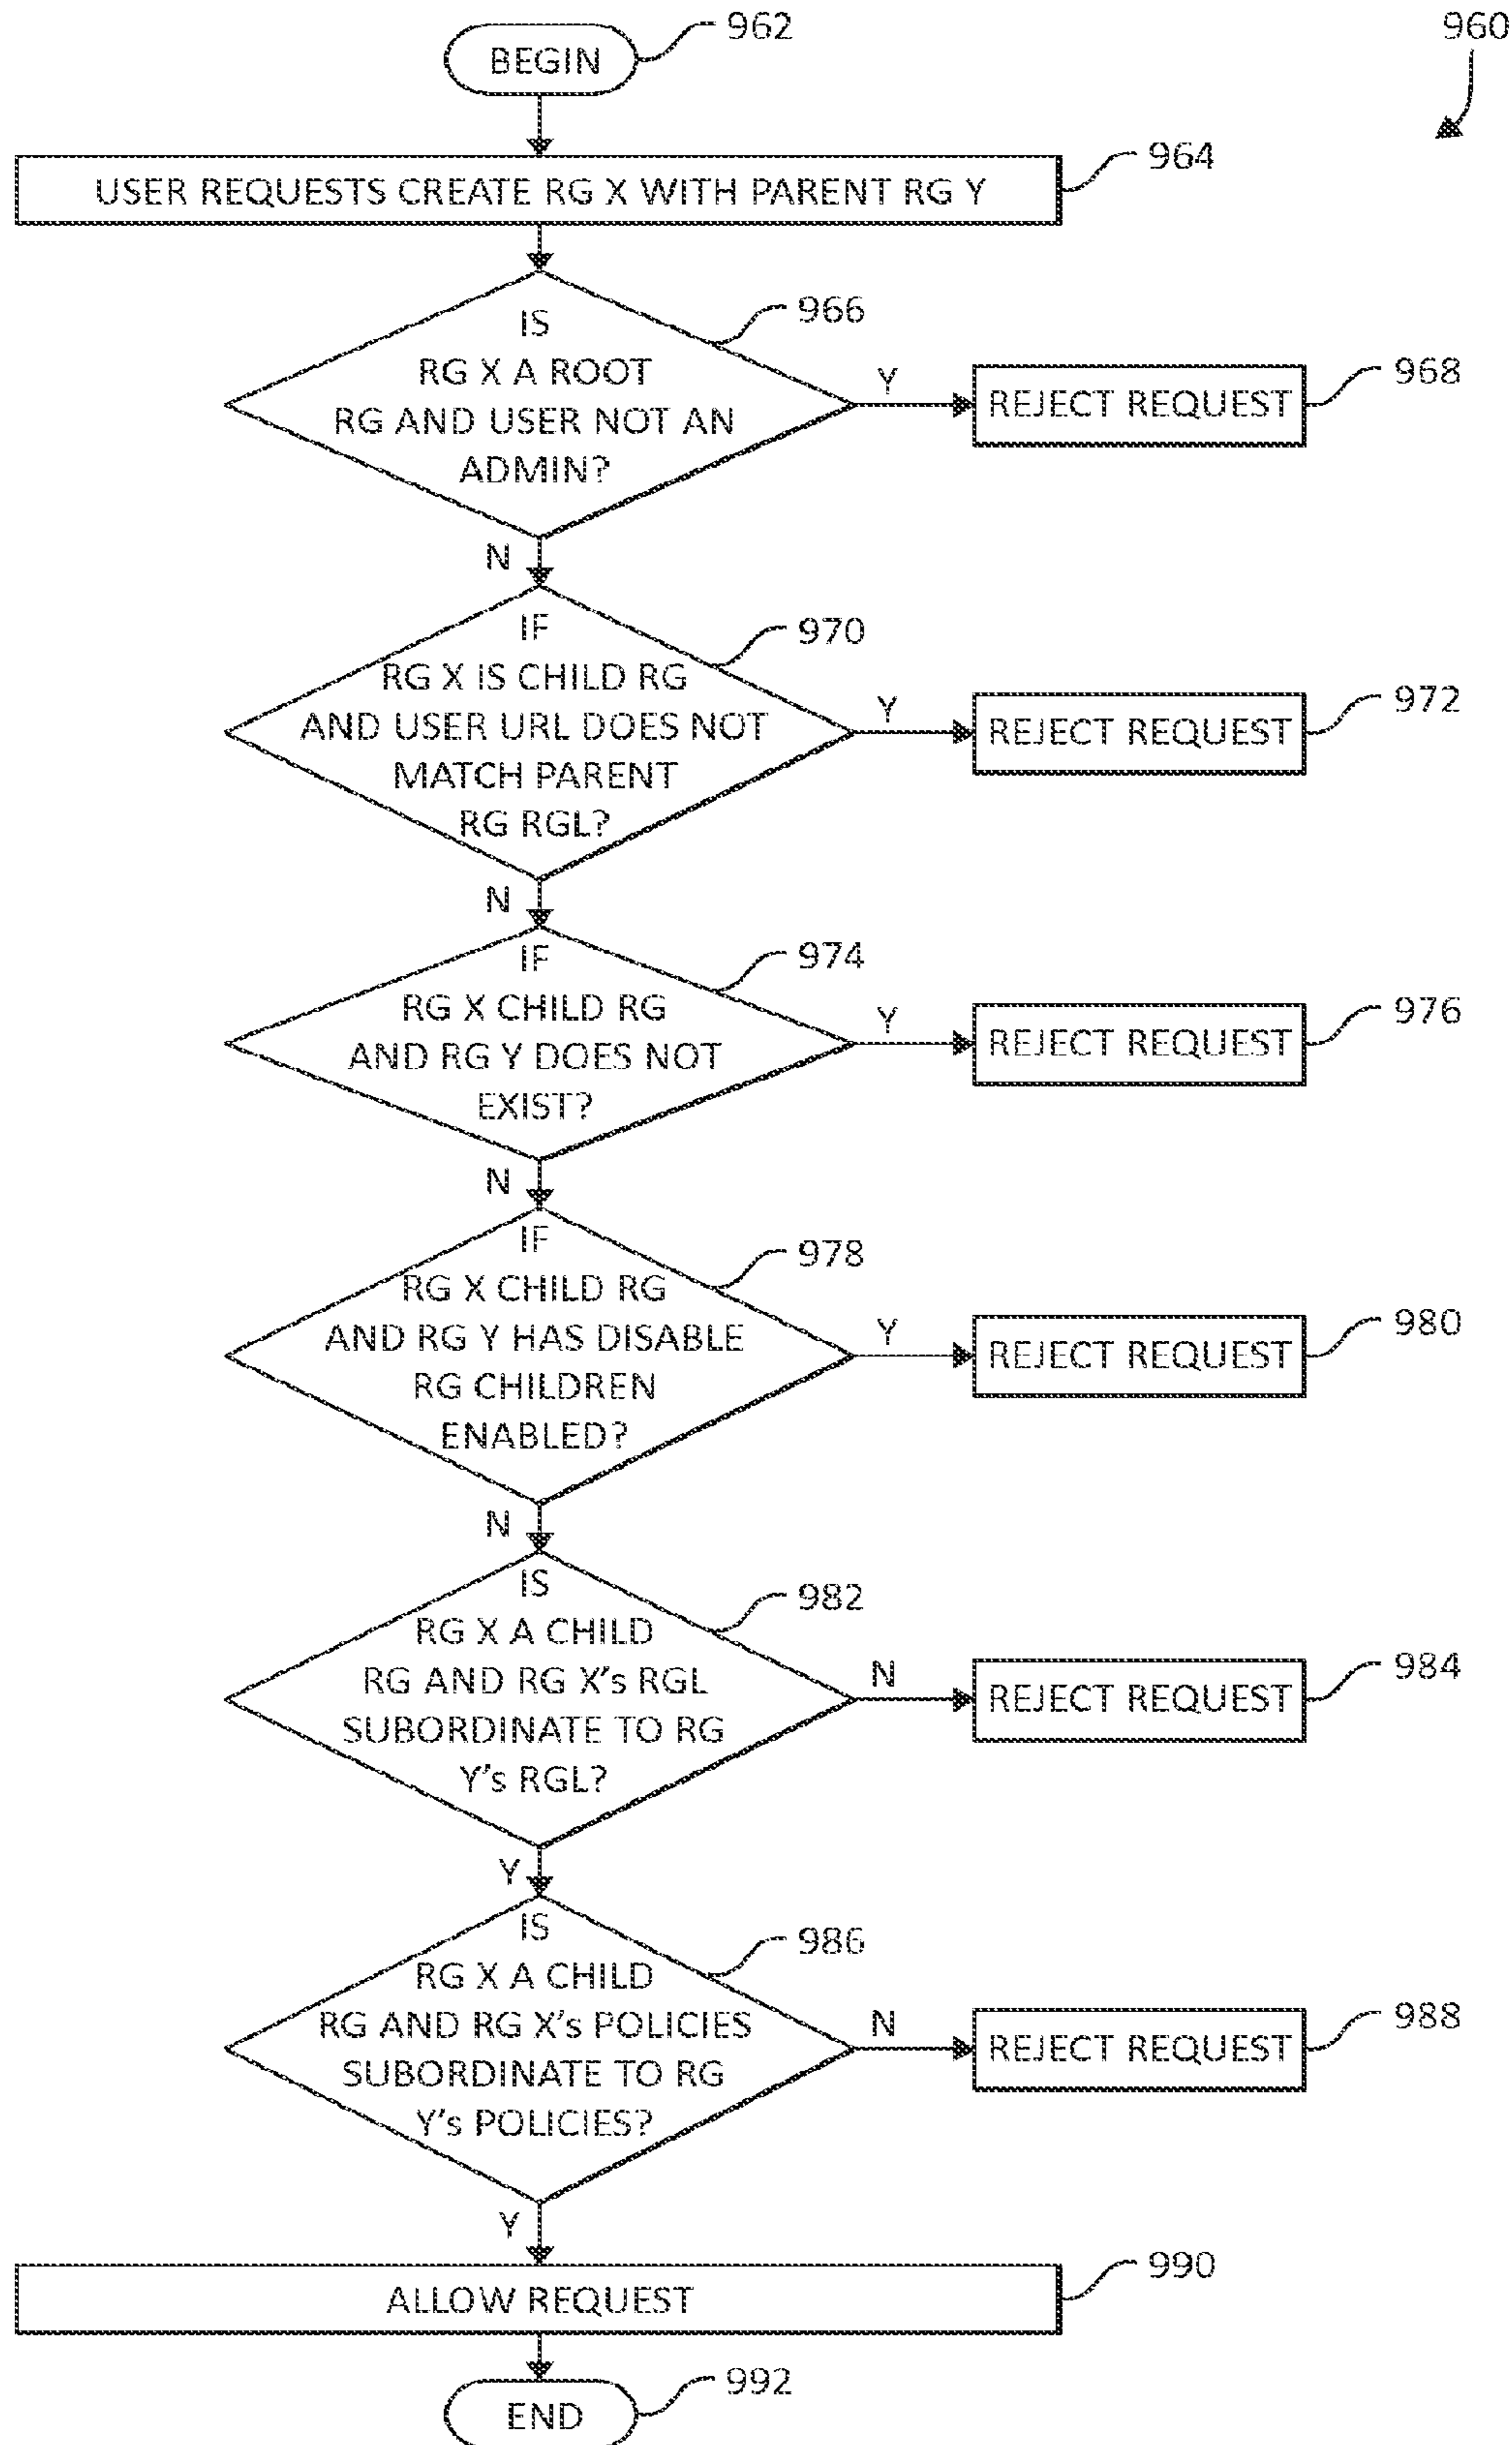 962
960
BEGIN
964
USER REQUESTS CREATE RG X WITH PARENT RG Y
966
IS
RG X A ROOT
RG AND USER NOT AN
ADMIN?
Y
REJECT REQUEST
968
N
970
IF
RG X IS CHILD RG
AND USER URL DOES NOT
MATCH PARENT
RG RGL?
Y
REJECT REQUEST
972
N
974
IF
RG X CHILD RG
AND RG Y DOES NOT
EXIST?
Y
REJECT REQUEST
976
N
978
IF
RG X CHILD RG
AND RG Y HAS DISABLE
RG CHILDREN
ENABLED?
Y
REJECT REQUEST
980
N
982
IS
RG X A CHILD
RG AND RG X's RGL
SUBORDINATE TO RG
Y's RGL?
N
REJECT REQUEST
984
Y
986
IS
RG X A CHILD
RG AND RG X's POLICIES
SUBORDINATE TO RG
Y's POLICIES?
N
REJECT REQUEST
988
Y
990
ALLOW REQUEST
992
END